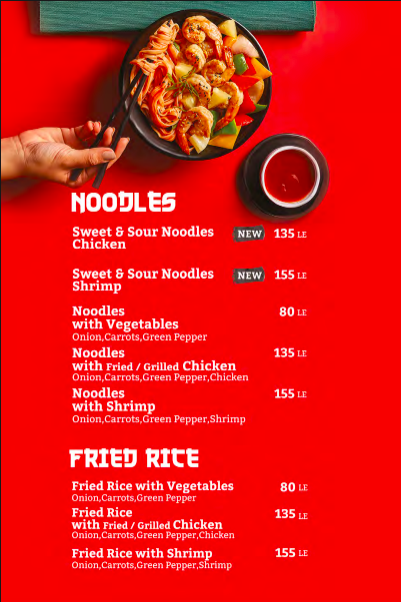 NOODLES
Sweet & Sour Noodles NEW 135 LE
Chicken
Sweet & Sour Noodles NEW 155 LE
Shrimp
Noodles 80 LE
with Vegetables
Onion,Carrots,Green Pepper
Noodles 135 LE
with Fried / Grilled Chicken
Onion,Carrots,Green Pepper,Chicken
Noodles 155 LE
with Shrimp
Onion,Carrots,Green Pepper,Shrimp
FRIED RICE
Fried Rice with Vegetables 80 LE
Onion,Carrots,Green Pepper
Fried Rice 135 LE
with Fried / Grilled Chicken
Onion,Carrots,Green Pepper,Chicken
Fried Rice with Shrimp 155 LE
Onion,Carrots,Green Pepper,Shrimp